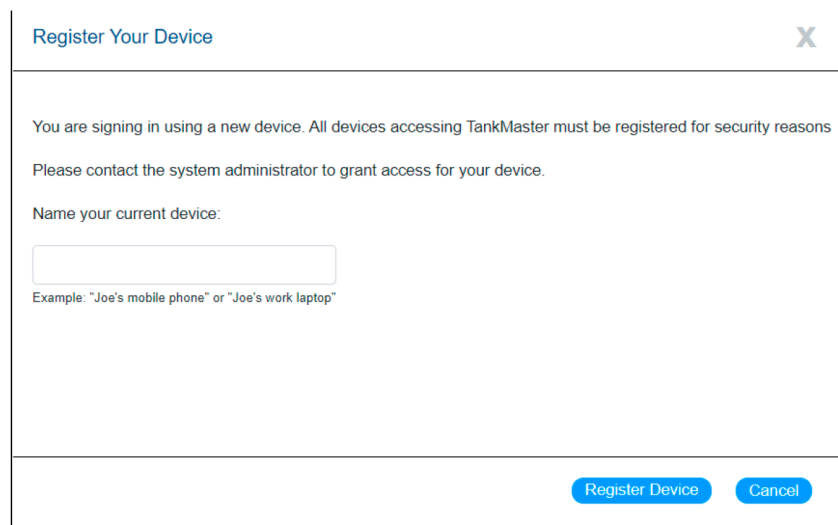 Register Your Device
X
You are signing in using a new device. All devices accessing TankMaster must be registered for security reasons
Please contact the system administrator to grant access for your device.
Name your current device:
Example: "Joe's mobile phone" or "Joe's work laptop"
Register Device
Cancel